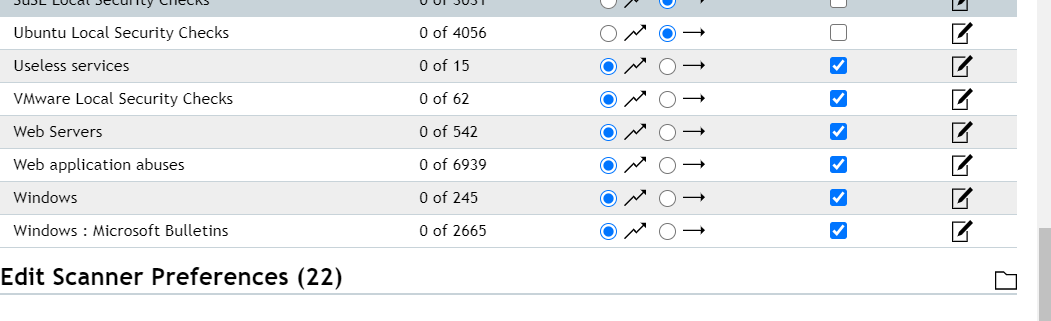 SuSE Local Security Checks 0 of 3031
Ubuntu Local Security Checks 0 of 4056
Useless services 0 of 15
VMware Local Security Checks 0 of 62
Web Servers 0 of 542
Web application abuses 0 of 6939
Windows 0 of 245
Windows : Microsoft Bulletins 0 of 2665
Edit Scanner Preferences (22)